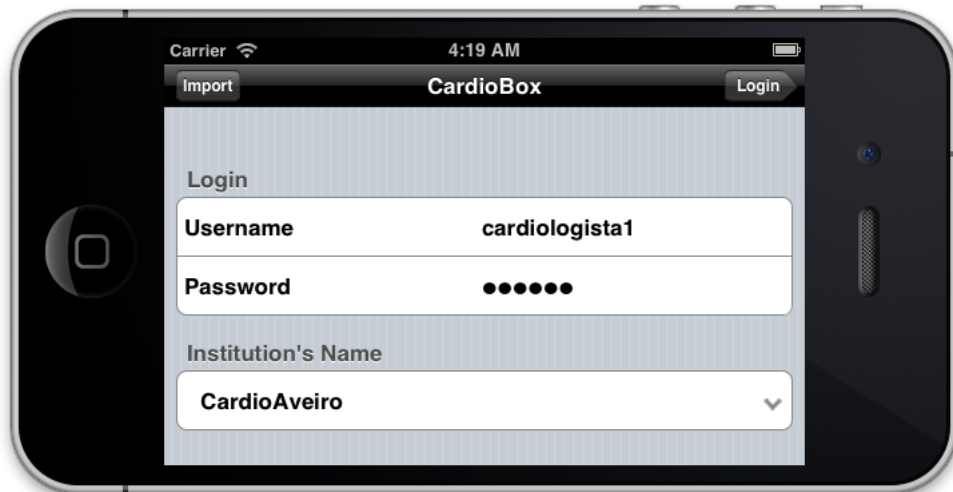 Carrier 4:19 AM
Import CardioBox Login
Login
Username cardiologista1
Password ●●●●●●
Institution's Name
CardioAveiro